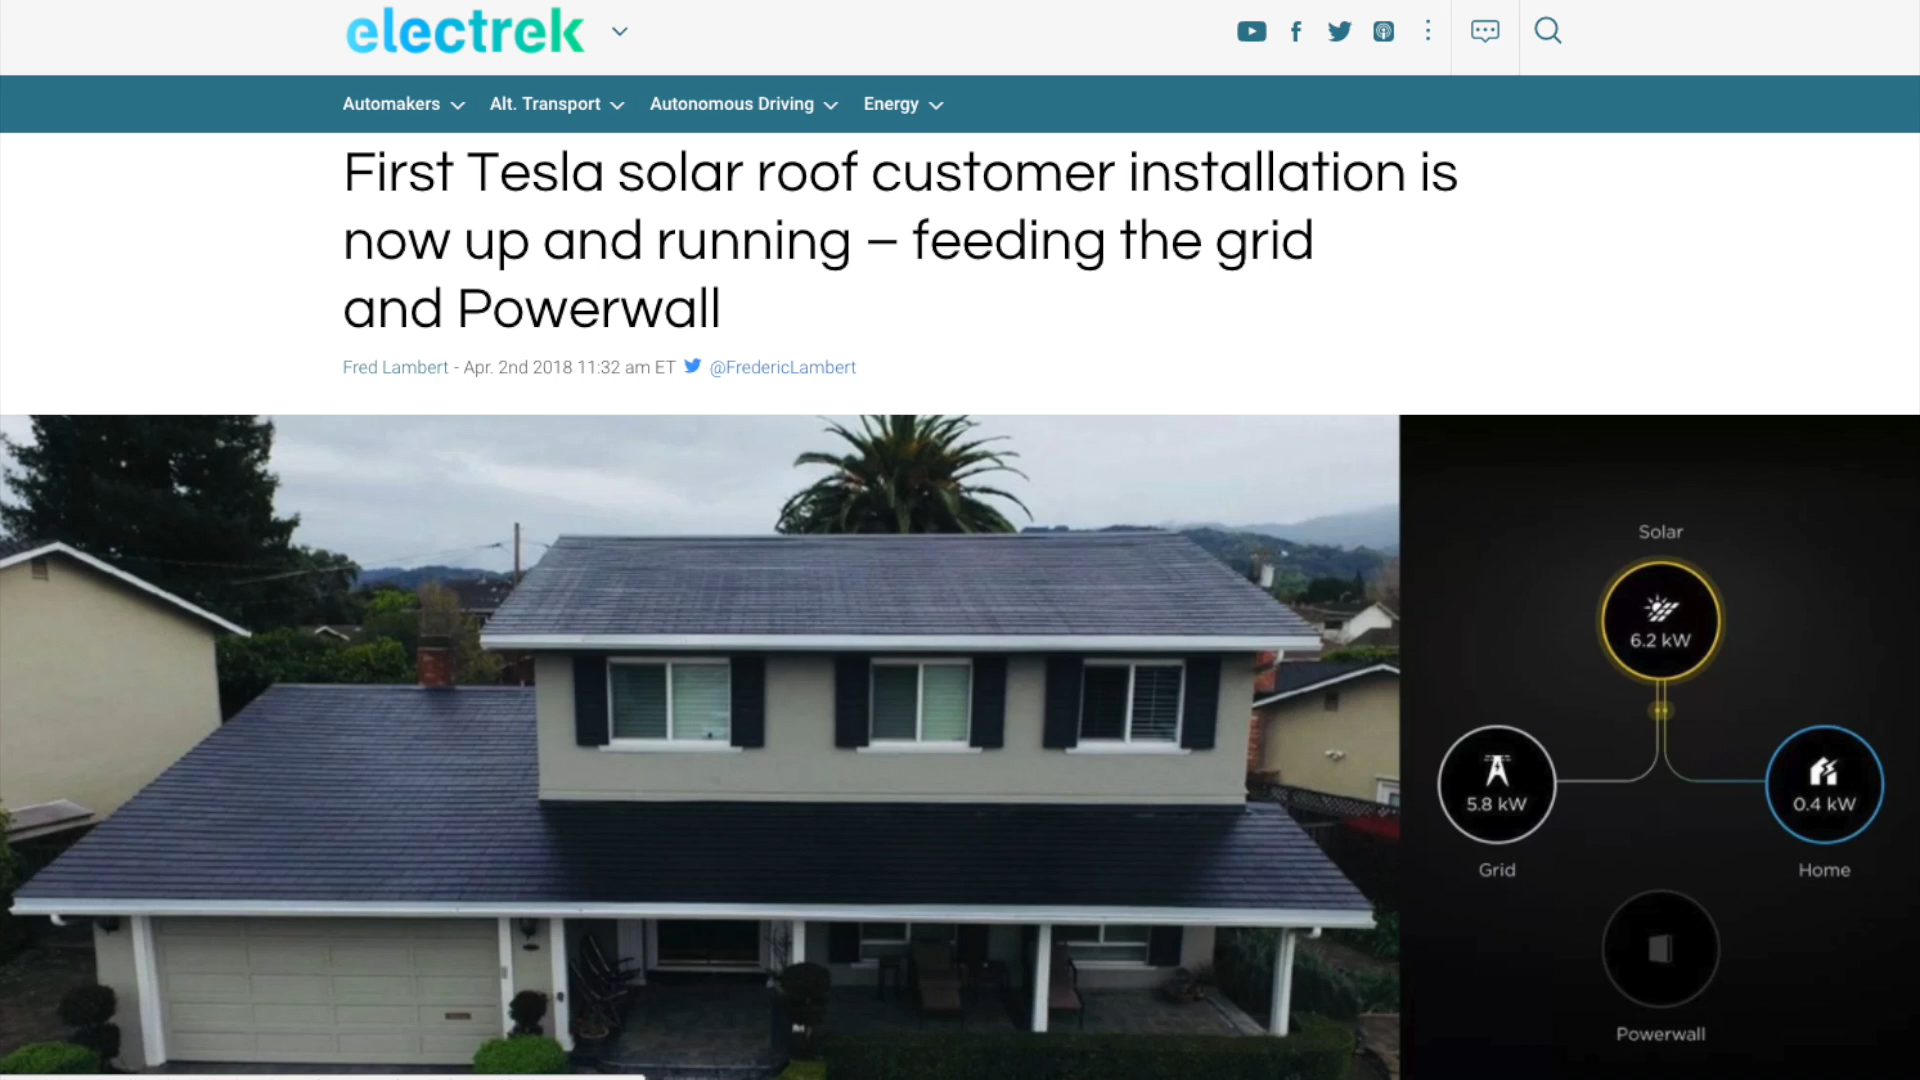 electrek
Automakers Alt. Transport Autonomous Driving Energy
First Tesla solar roof customer installation is
now up and running – feeding the grid
and Powerwall
Fred Lambert - Apr. 2nd 2018 11:32 am ET @FredericLambert
Solar
6.2 kW
5.8 kW
0.4 kW
Grid
Home
Powerwall